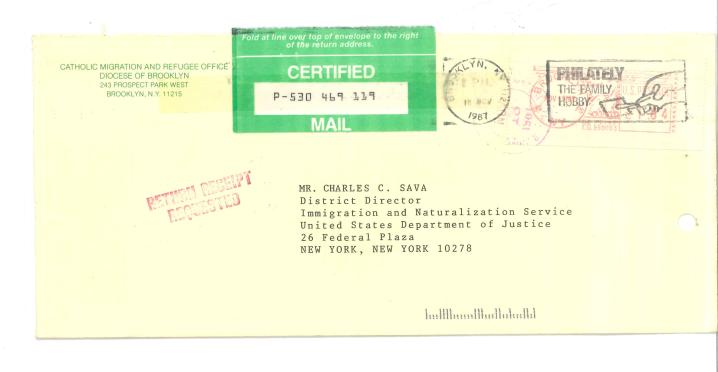 Fold at line over top of envelope to the right
of the return address.
CATHOLIC MIGRATION AND REFUGEE OFFICE
DIOCESE OF BROOKLYN
243 PROSPECT PARK WEST
BROOKLYN, N.Y. 11215
CERTIFIED
P-530 469 119
MAIL
BROOKLYN, NY
1987
PHILATELY
THE FAMILY
HOBBY
RETURN RECEIPT
REQUESTED
MR. CHARLES C. SAVA
District Director
Immigration and Naturalization Service
United States Department of Justice
26 Federal Plaza
NEW YORK, NEW YORK 10278